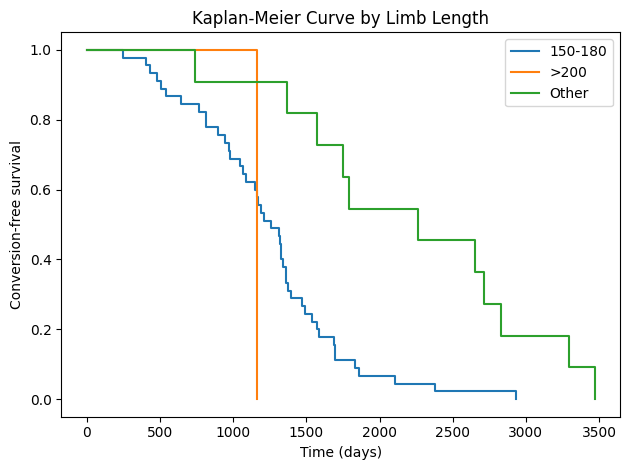 Kaplan-Meier Curve by Limb Length
150-180
>200
Other
Conversion-free survival
1.0
0.8
0.6
0.4
0.2
0.0
0 500 1000 1500 2000 2500 3000 3500
Time (days)